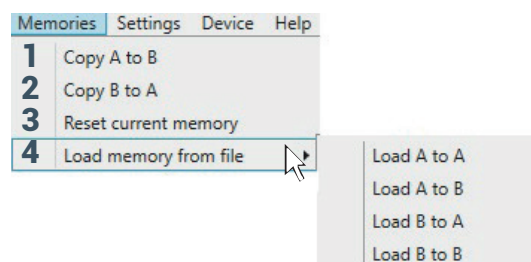 Memories Settings Device Help
1 Copy A to B
2 Copy B to A
3 Reset current memory
4 Load memory from file
Load A to A
Load A to B
Load B to A
Load B to B